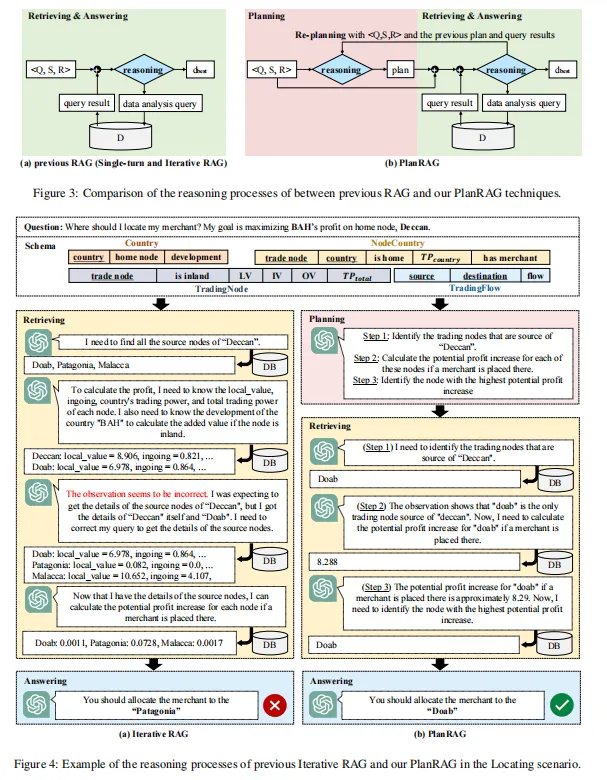 Retrieving & Answering
<Q, S, R>
reasoning
d_best
query result
data analysis query
D
(a) previous RAG (Single-turn and Iterative RAG)
Planning
Retrieving & Answering
Re-planning with <Q,S,R> and the previous plan and query results
<Q, S, R>
reasoning
plan
reasoning
d_best
query result
data analysis query
D
(b) PlanRAG
Figure 3: Comparison of the reasoning processes of between previous RAG and our PlanRAG techniques.
Question: Where should I locate my merchant? My goal is maximizing BAH's profit on home node, Deccan.
Schema
Country
country home node development
NodeCountry
trade node country is home TP_country has merchant
trade node is inland LV IV OV TP_total
TradingNode
source destination flow
TradingFlow
Retrieving
I need to find all the source nodes of "Deccan".
DB
Doab, Patagonia, Malacca
To calculate the profit, I need to know the local_value,
ingoing, country's trading power, and total trading power
of each node. I also need to know the development of the
country "BAH" to calculate the added value if the node is
inland.
DB
Deccan: local_value = 8.906, ingoing = 0.821, ...
Doab: local_value = 6.978, ingoing = 0.864, ...
The observation seems to be incorrect. I was expecting to
get the details of the source nodes of "Deccan", but I got
the details of "Deccan" itself and "Doab". I need to
correct my query to get the details of the source nodes.
Doab: local_value = 6.978, ingoing = 0.864, ...
Patagonia: local_value = 0.082, ingoing = 0.0, ...
Malacca: local_value = 10.652, ingoing = 4.107,
DB
Now that I have the details of the source nodes, I can
calculate the potential profit increase for each node if a
merchant is placed there.
Doab: 0.0011, Patagonia: 0.0728, Malacca: 0.0017
DB
Answering
You should allocate the merchant to the
"Patagonia"
(a) Iterative RAG
Planning
Step 1: Identify the trading nodes that are source of
"Deccan".
Step 2: Calculate the potential profit increase for each of
these nodes if a merchant is placed there.
Step 3: Identify the node with the highest potential profit
increase
Retrieving
(Step 1) I need to identify the trading nodes that are
source of "Deccan".
Doab
DB
(Step 2) The observation shows that "doab" is the only
trading node source of "deccan". Now, I need to calculate
the potential profit increase for "doab" if a merchant is
placed there.
8.288
DB
(Step 3) The potential profit increase for "doab" if a
merchant is placed there is approximately 8.29. Now, I
need to identify the node with the highest potential profit
increase.
Doab
DB
Answering
You should allocate the merchant to the
"Doab"
(b) PlanRAG
Figure 4: Example of the reasoning processes of previous Iterative RAG and our PlanRAG in the Locating scenario.